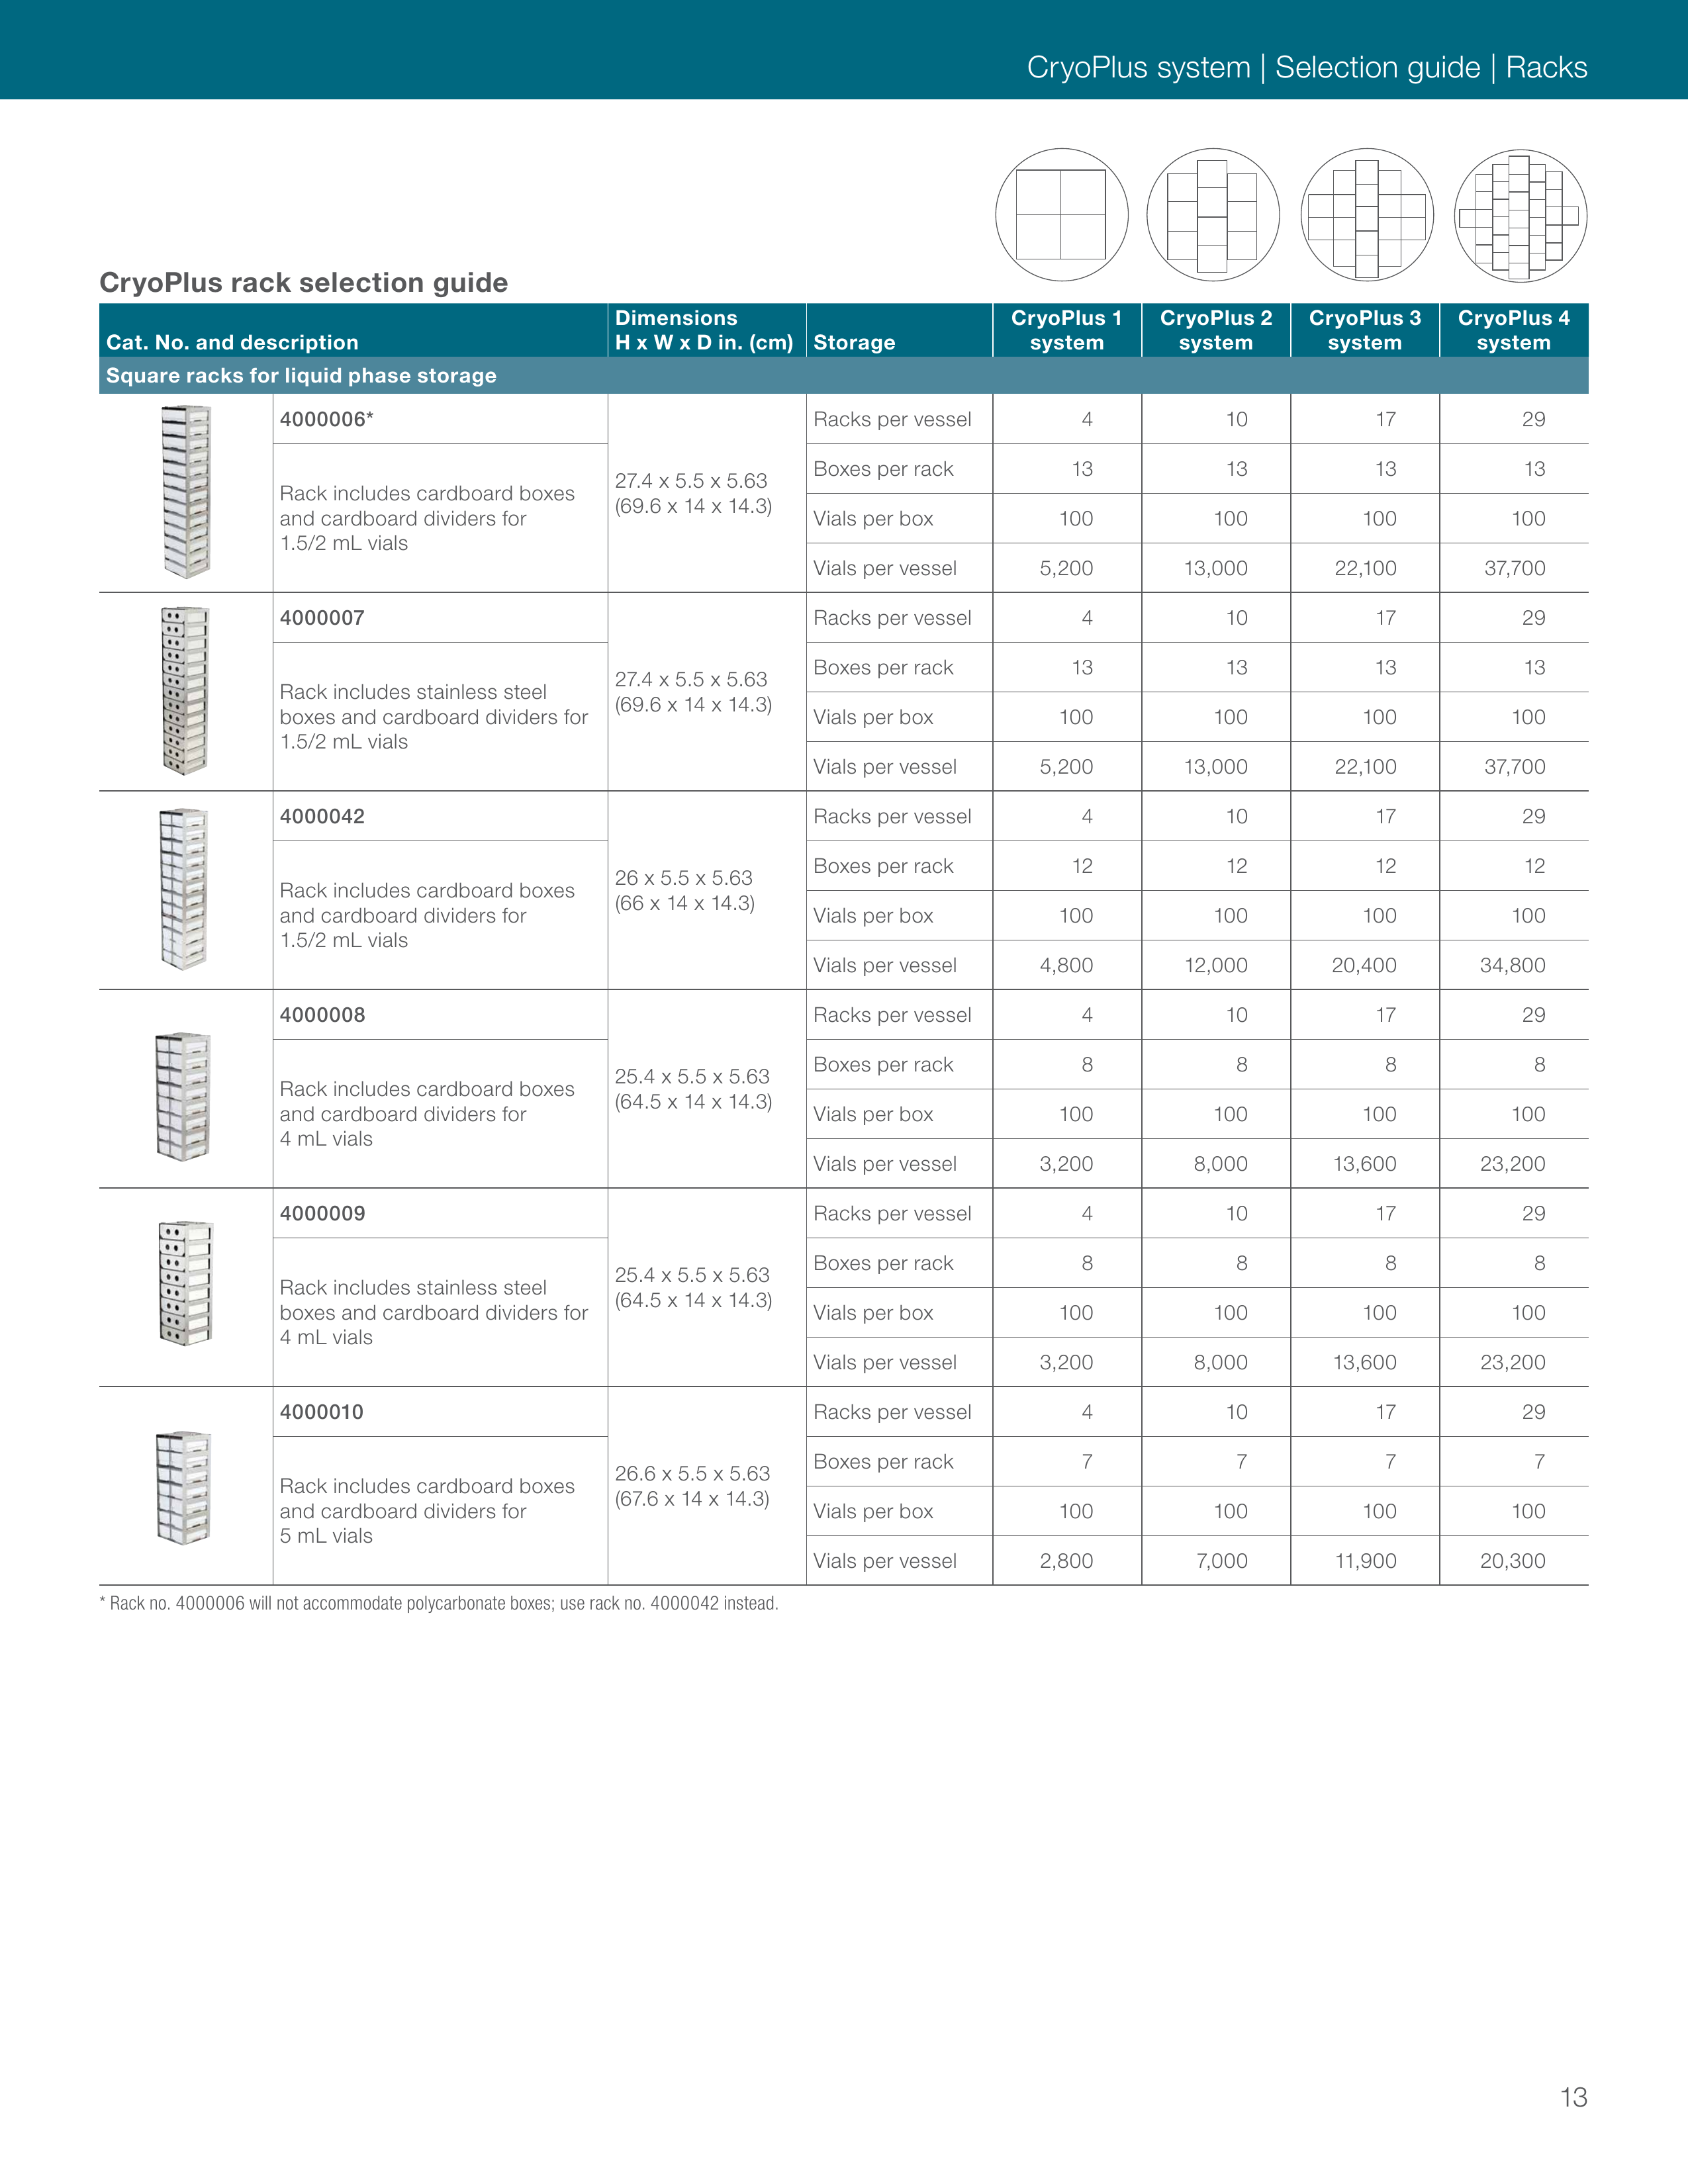 CryoPlus system | Selection guide | Racks
CryoPlus rack selection guide
Cat. No. and description
Dimensions
H x W x D in. (cm)
Storage
CryoPlus 1
system
CryoPlus 2
system
CryoPlus 3
system
CryoPlus 4
system
Square racks for liquid phase storage
4000006*
Rack includes cardboard boxes
and cardboard dividers for
1.5/2 mL vials
27.4 x 5.5 x 5.63
(69.6 x 14 x 14.3)
Racks per vessel 4 10 17 29
Boxes per rack 13 13 13 13
Vials per box 100 100 100 100
Vials per vessel 5,200 13,000 22,100 37,700
4000007
Rack includes stainless steel
boxes and cardboard dividers for
1.5/2 mL vials
27.4 x 5.5 x 5.63
(69.6 x 14 x 14.3)
Racks per vessel 4 10 17 29
Boxes per rack 13 13 13 13
Vials per box 100 100 100 100
Vials per vessel 5,200 13,000 22,100 37,700
4000042
Rack includes cardboard boxes
and cardboard dividers for
1.5/2 mL vials
26 x 5.5 x 5.63
(66 x 14 x 14.3)
Racks per vessel 4 10 17 29
Boxes per rack 12 12 12 12
Vials per box 100 100 100 100
Vials per vessel 4,800 12,000 20,400 34,800
4000008
Rack includes cardboard boxes
and cardboard dividers for
4 mL vials
25.4 x 5.5 x 5.63
(64.5 x 14 x 14.3)
Racks per vessel 4 10 17 29
Boxes per rack 8 8 8 8
Vials per box 100 100 100 100
Vials per vessel 3,200 8,000 13,600 23,200
4000009
Rack includes stainless steel
boxes and cardboard dividers for
4 mL vials
25.4 x 5.5 x 5.63
(64.5 x 14 x 14.3)
Racks per vessel 4 10 17 29
Boxes per rack 8 8 8 8
Vials per box 100 100 100 100
Vials per vessel 3,200 8,000 13,600 23,200
4000010
Rack includes cardboard boxes
and cardboard dividers for
5 mL vials
26.6 x 5.5 x 5.63
(67.6 x 14 x 14.3)
Racks per vessel 4 10 17 29
Boxes per rack 7 7 7 7
Vials per box 100 100 100 100
Vials per vessel 2,800 7,000 11,900 20,300
* Rack no. 4000006 will not accommodate polycarbonate boxes; use rack no. 4000042 instead.
13